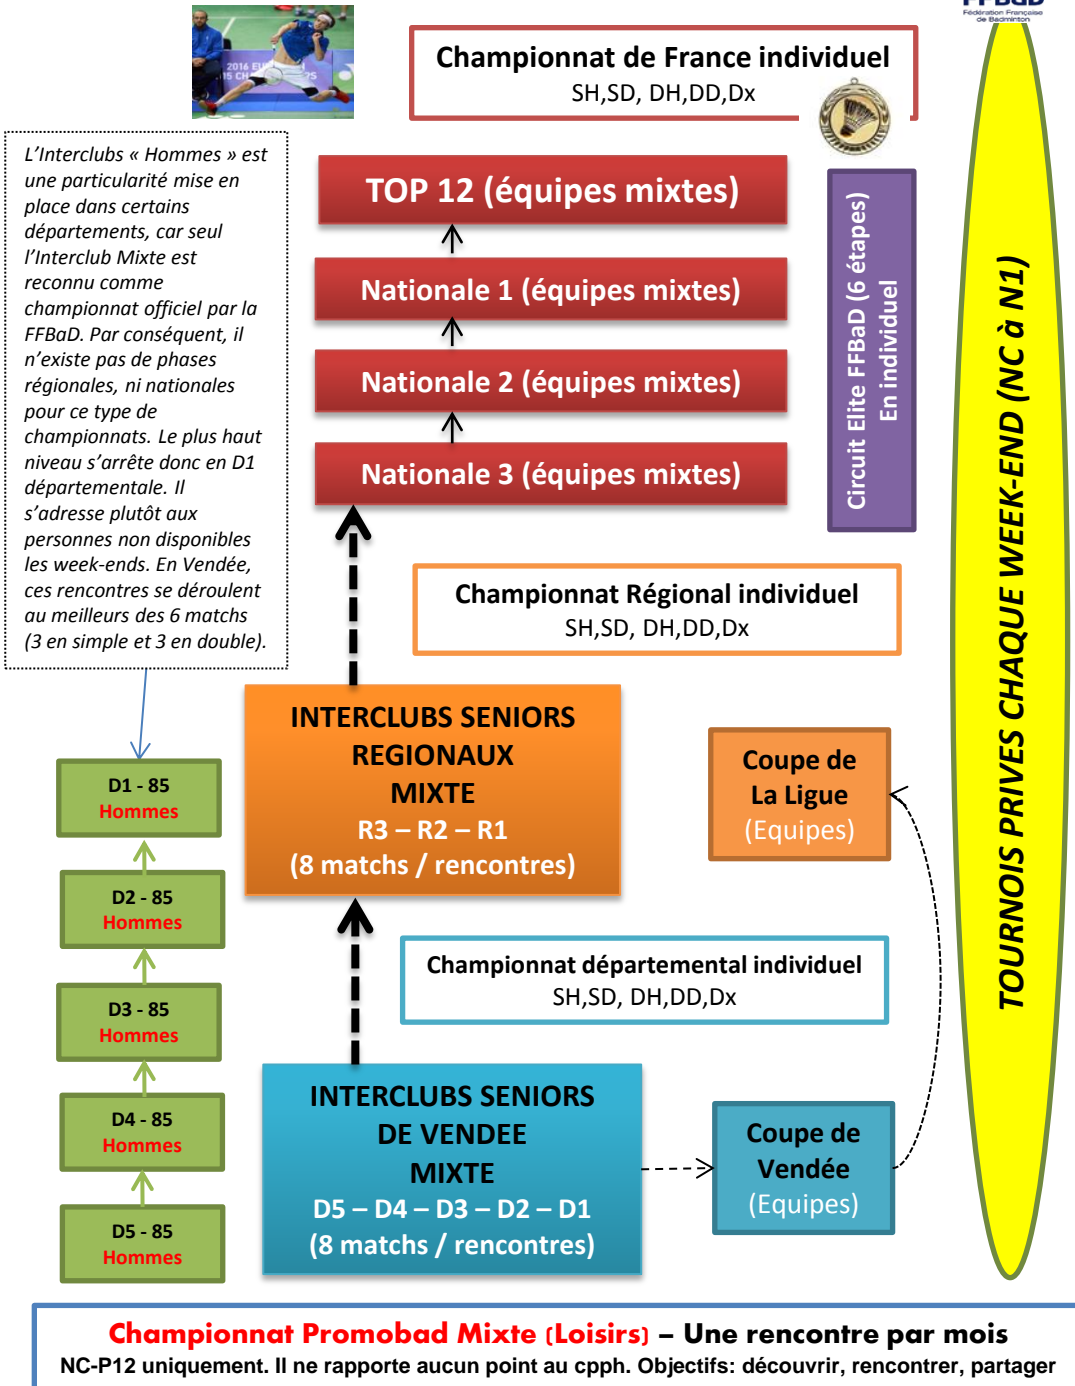 FFBaD
Fédération Française
de Badminton
2016 EU
15 CH PS
Championnat de France individuel
SH,SD, DH,DD,Dx
L'Interclubs « Hommes » est
une particularité mise en
place dans certains
départements, car seul
l'Interclub Mixte est
reconnu comme
championnat officiel par la
FFBaD. Par conséquent, il
n'existe pas de phases
régionales, ni nationales
pour ce type de
championnats. Le plus haut
niveau s'arrête donc en D1
départementale. Il
s'adresse plutôt aux
personnes non disponibles
les week-ends. En Vendée,
ces rencontres se déroulent
au meilleurs des 6 matchs
(3 en simple et 3 en double).
TOP 12 (équipes mixtes)
Nationale 1 (équipes mixtes)
Nationale 2 (équipes mixtes)
Nationale 3 (équipes mixtes)
Circuit Elite FFBaD (6 étapes)
En individuel
TOURNOIS PRIVES CHAQUE WEEK-END (NC à N1)
Championnat Régional individuel
SH,SD, DH,DD,Dx
INTERCLUBS SENIORS
REGIONAUX
MIXTE
R3 – R2 – R1
(8 matchs / rencontres)
Coupe de
La Ligue
(Equipes)
D1 - 85
Hommes
D2 - 85
Hommes
D3 - 85
Hommes
D4 - 85
Hommes
D5 - 85
Hommes
Championnat départemental individuel
SH,SD, DH,DD,Dx
INTERCLUBS SENIORS
DE VENDEE
MIXTE
D5 – D4 – D3 – D2 – D1
(8 matchs / rencontres)
Coupe de
Vendée
(Equipes)
Championnat Promobad Mixte (Loisirs) – Une rencontre par mois
NC-P12 uniquement. Il ne rapporte aucun point au cpph. Objectifs: découvrir, rencontrer, partager